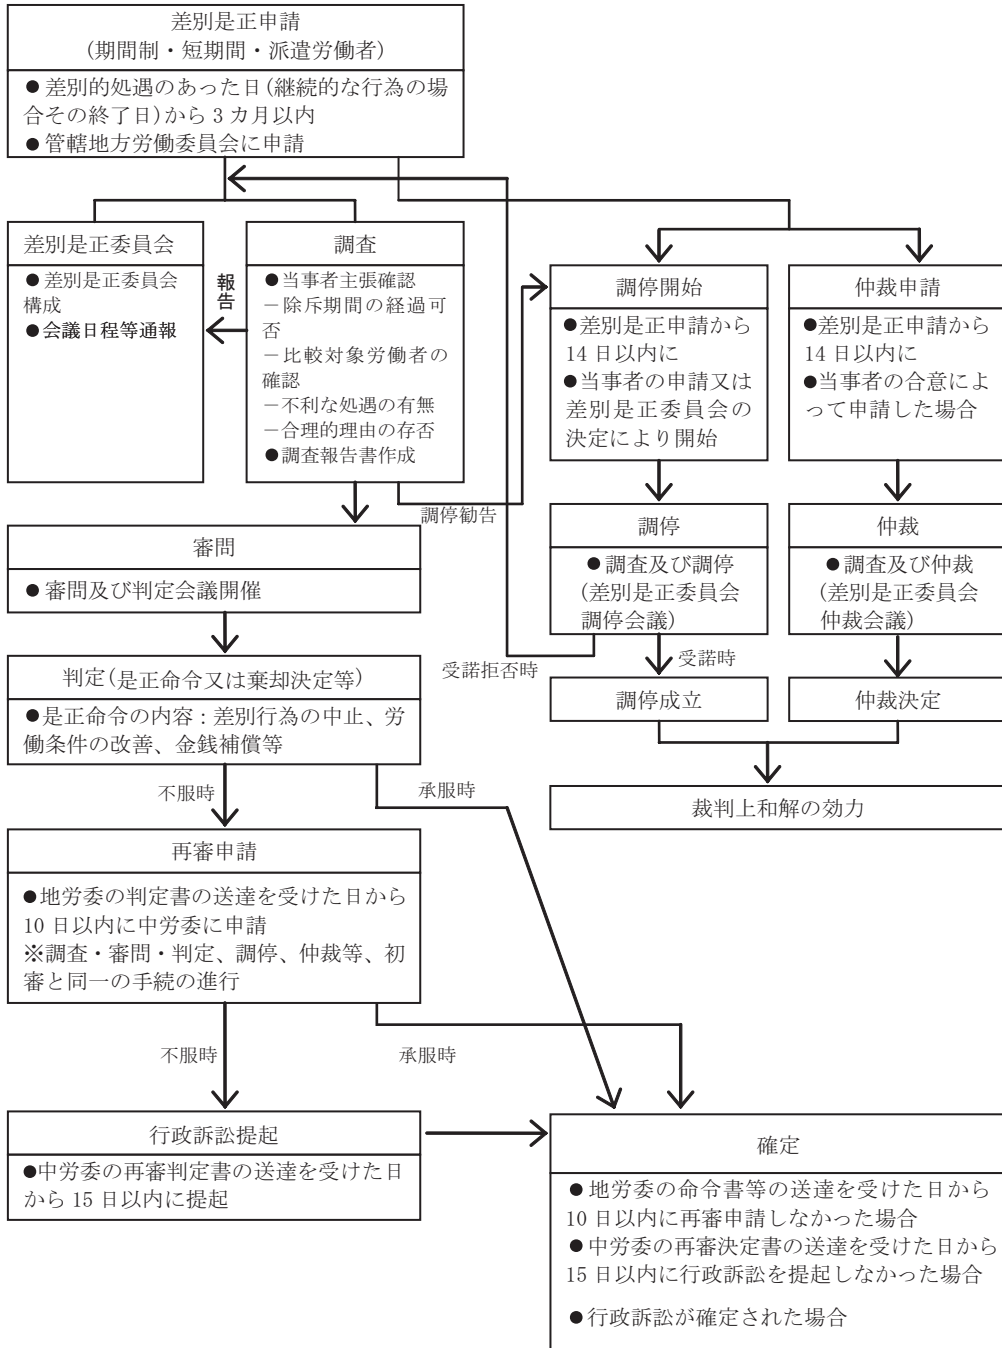 差別是正申請
(期間制・短期間・派遣労働者)
●差別的処遇のあった日(継続的な行為の場
合その終了日)から 3 カ月以内
●管轄地方労働委員会に申請
差別是正委員会
●差別是正委員会
構成
●会議日程等通報
報告
調査
●当事者主張確認
－除斥期間の経過可
否
－比較対象労働者の
確認
－不利な処遇の有無
－合理的理由の存否
●調査報告書作成
調停勧告
調停開始
●差別是正申請から
14 日以内に
●当事者の申請又は
差別是正委員会の
決定により開始
仲裁申請
●差別是正申請から
14 日以内に
●当事者の合意によ
って申請した場合
審問
●審問及び判定会議開催
調停
●調査及び調停
(差別是正委員会
調停会議)
仲裁
●調査及び仲裁
(差別是正委員会
仲裁会議)
受諾拒否時
受諾時
判定(是正命令又は棄却決定等)
●是正命令の内容：差別行為の中止、労
働条件の改善、金銭補償等
調停成立
仲裁決定
裁判上和解の効力
不服時
承服時
再審申請
●地労委の判定書の送達を受けた日から
10 日以内に中労委に申請
※調査・審問・判定、調停、仲裁等、初
審と同一の手続の進行
不服時
承服時
行政訴訟提起
●中労委の再審判定書の送達を受けた日
から 15 日以内に提起
確定
●地労委の命令書等の送達を受けた日から
10 日以内に再審申請しなかった場合
●中労委の再審決定書の送達を受けた日から
15 日以内に行政訴訟を提起しなかった場合
●行政訴訟が確定された場合